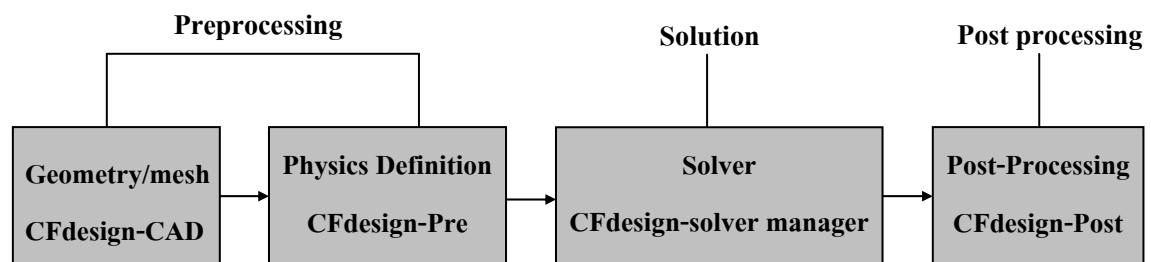 Preprocessing
Solution
Post processing
Geometry/mesh
CFdesign-CAD
Physics Definition
CFdesign-Pre
Solver
CFdesign-solver manager
Post-Processing
CFdesign-Post